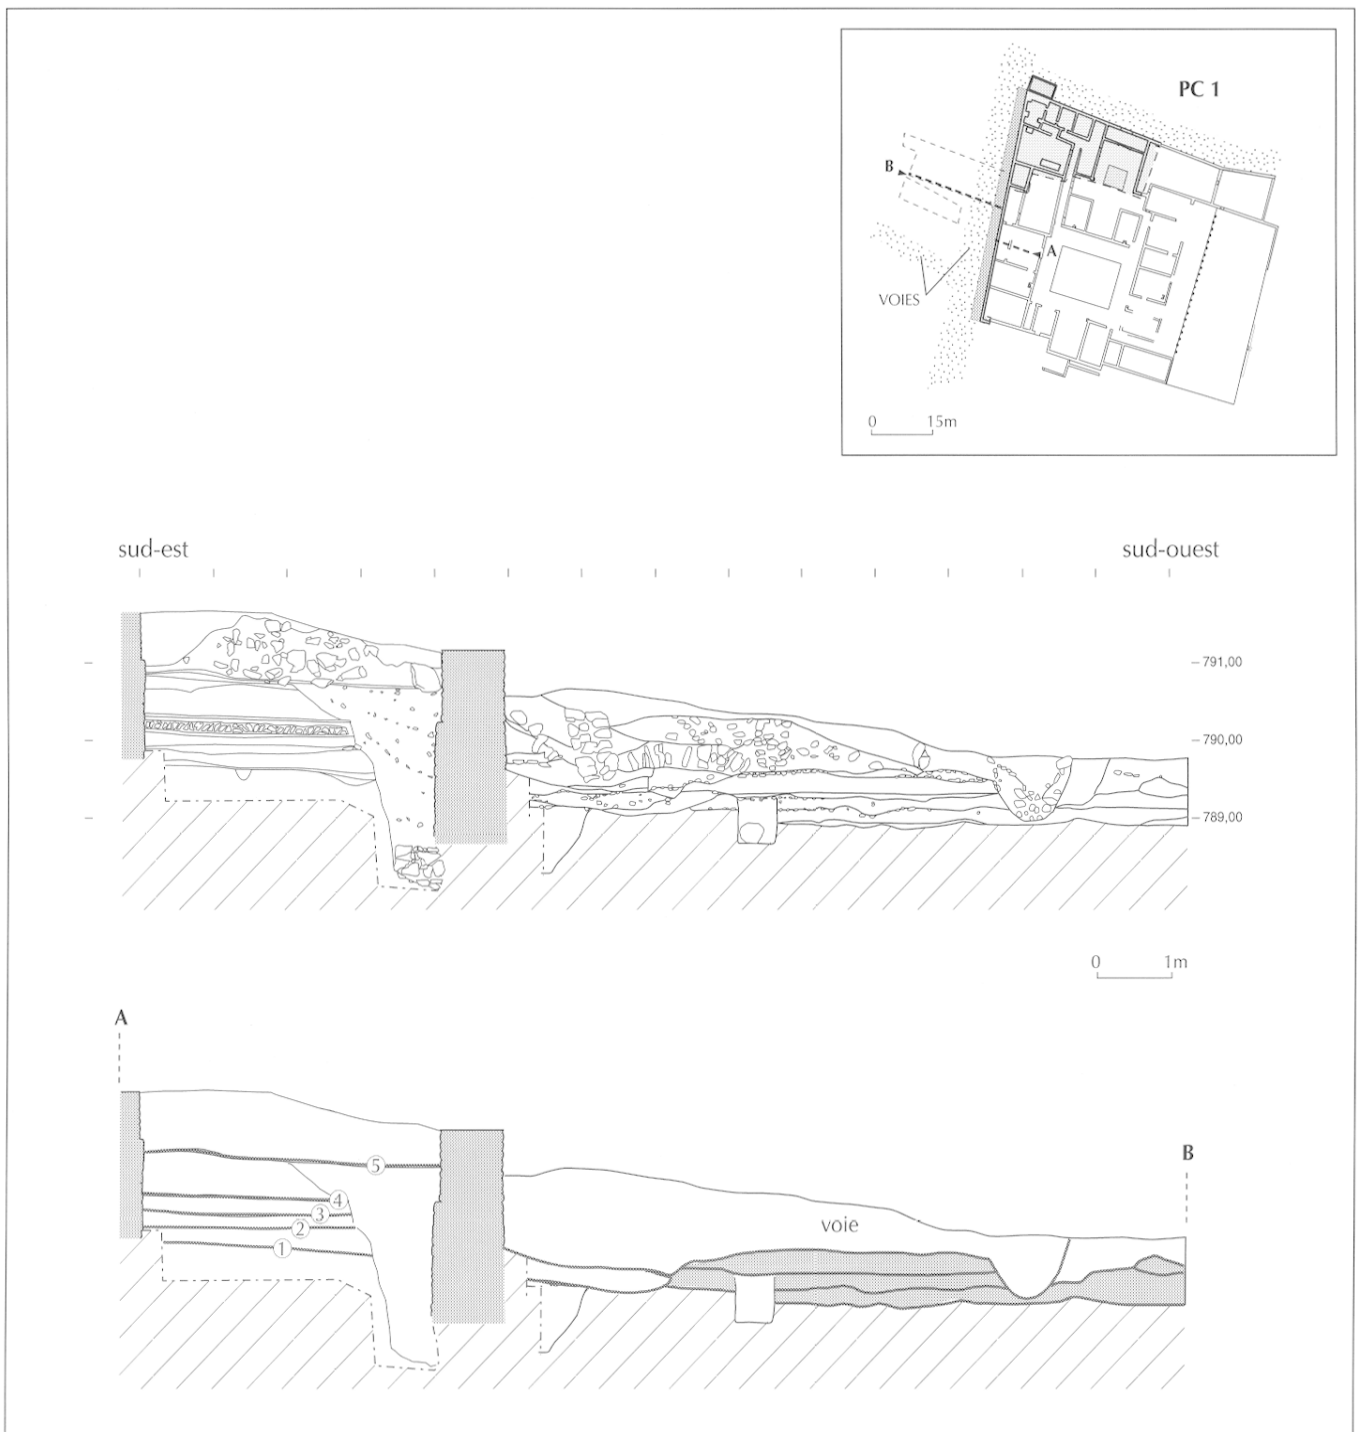 PC 1
B
A
VOIES
0 15m
sud-est sud-ouest
– 791,00
– 790,00
– 789,00
0 1m
A
B
5
4
3
2
1
voie